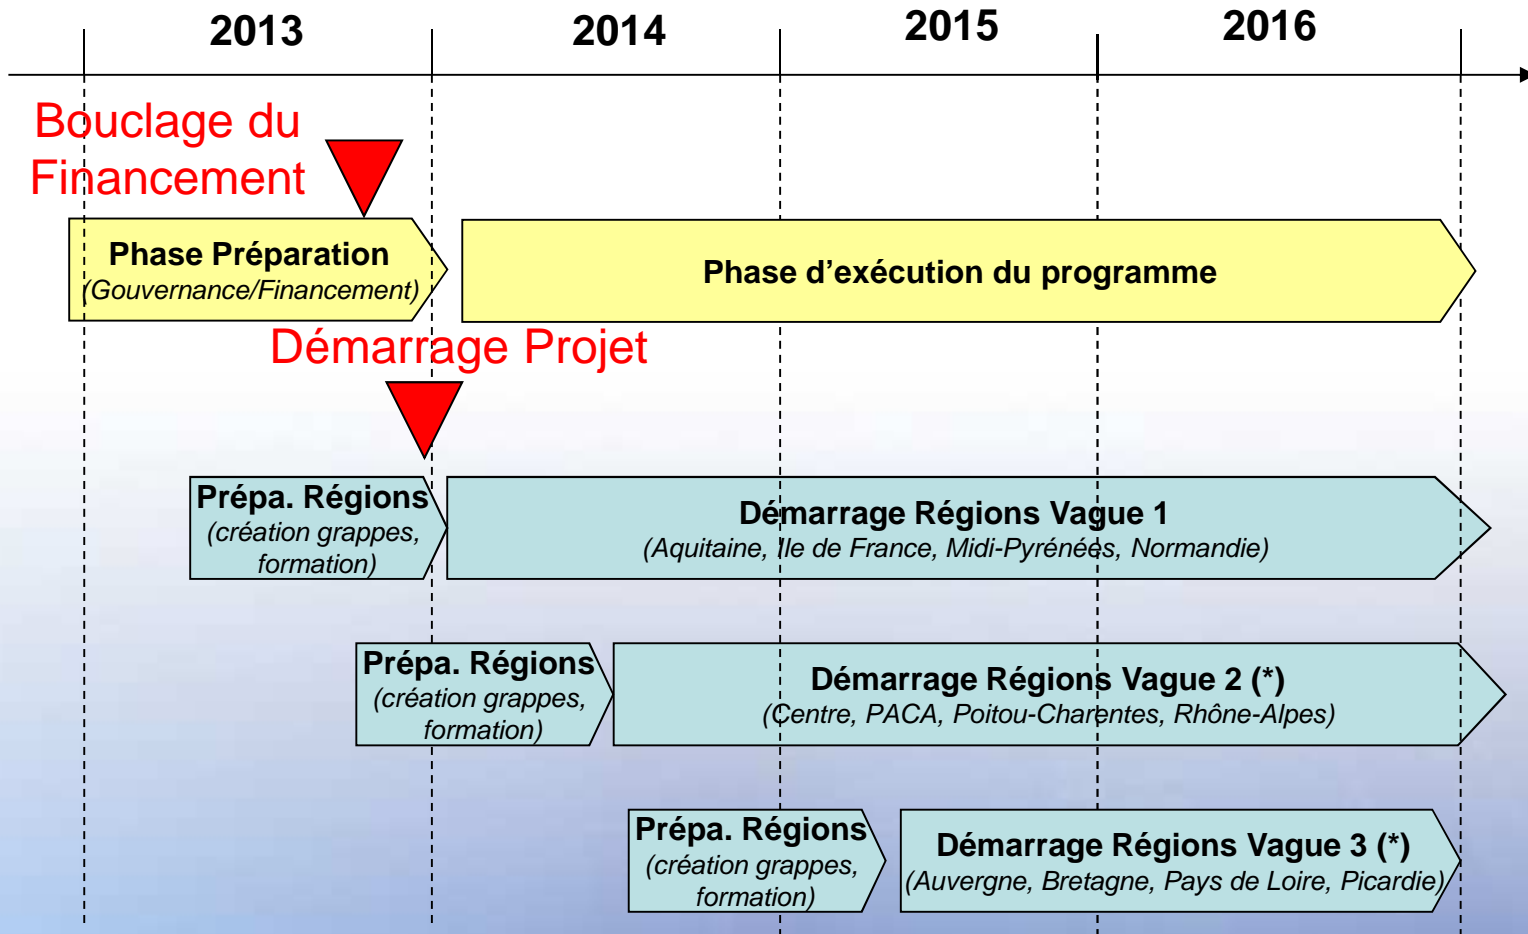 2013
2014
2015
2016
Bouclage du
Financement
Phase Préparation
(Gouvernance/Financement)
Phase d’exécution du programme
Démarrage Projet
Prépa. Régions
(création grappes,
formation)
Démarrage Régions Vague 1
(Aquitaine, Ile de France, Midi-Pyrénées, Normandie)
Prépa. Régions
(création grappes,
formation)
Démarrage Régions Vague 2 (*)
(Centre, PACA, Poitou-Charentes, Rhône-Alpes)
Prépa. Régions
(création grappes,
formation)
Démarrage Régions Vague 3 (*)
(Auvergne, Bretagne, Pays de Loire, Picardie)